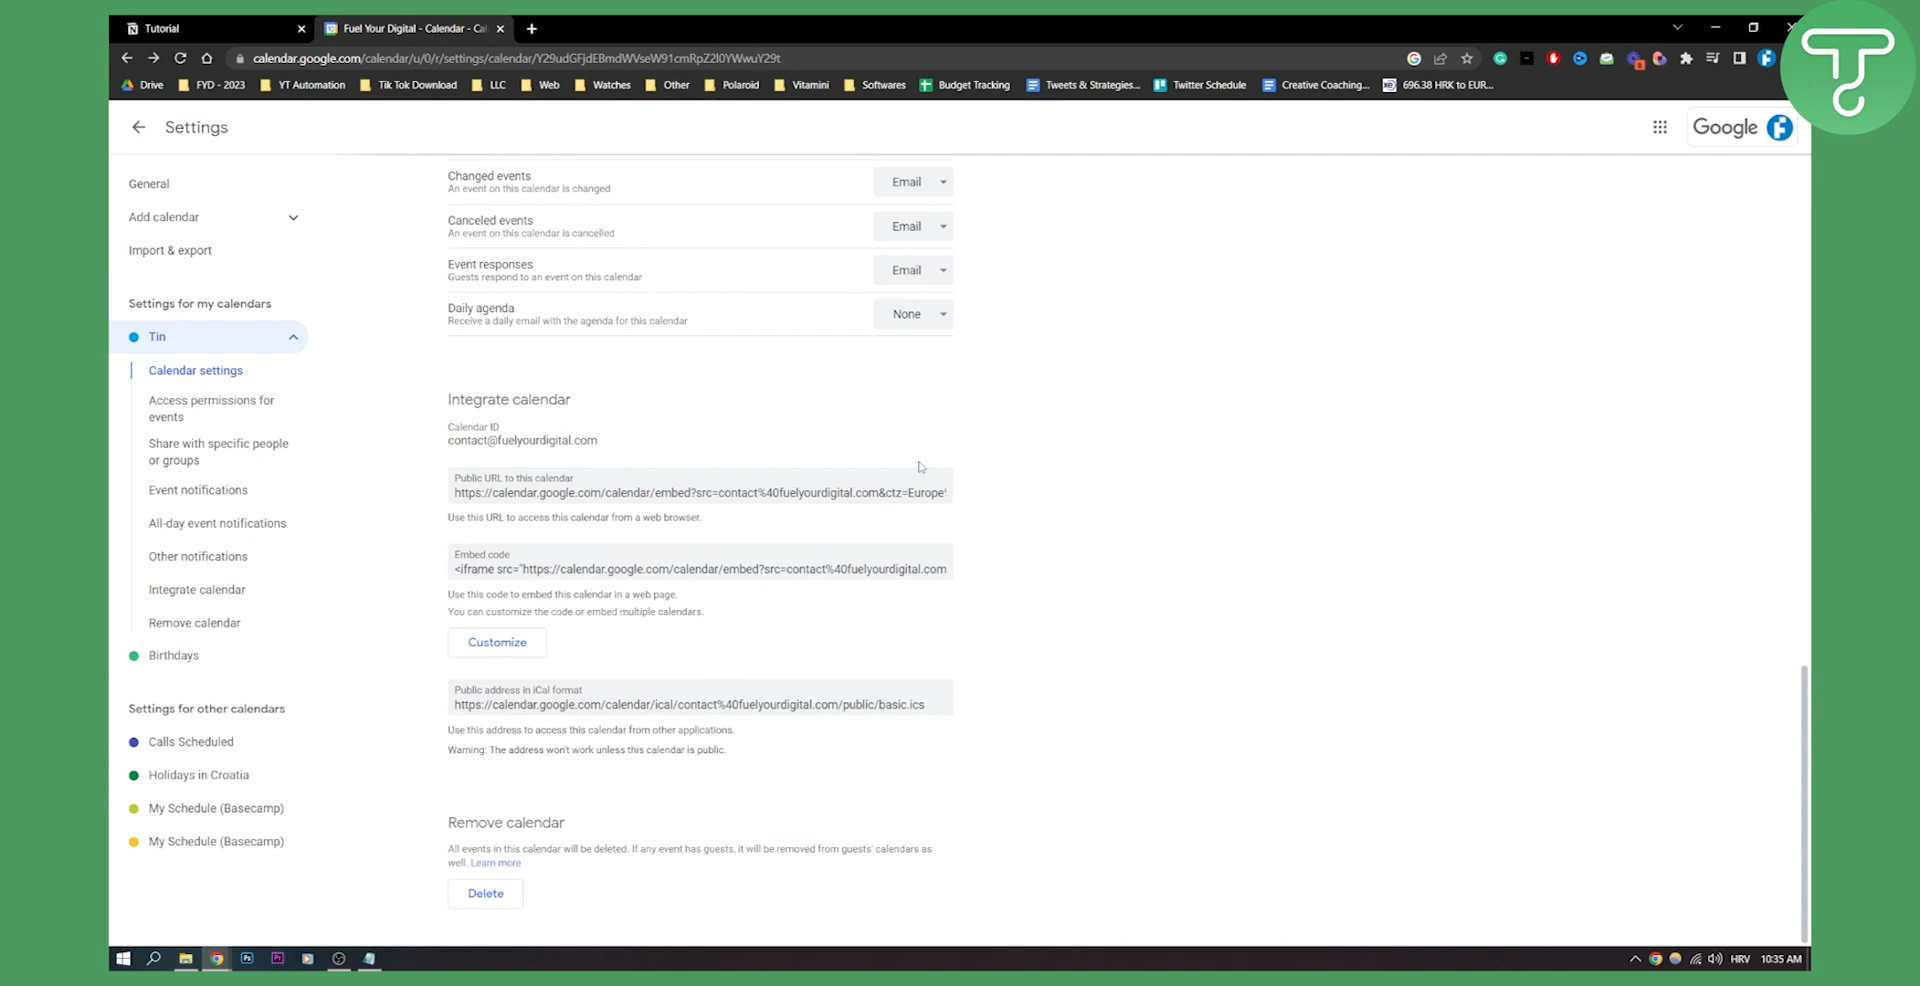 Tutorial
Fuel Your Digital - Calendar - Ca
calendar.google.com/calendar/u/0/r/settings/calendar/Y29udGFjdEBmdWVseW91cmRpZ2l0YWwuY29t
Drive FYD - 2023 YT Automation Tik Tok Download LLC Web Watches Other Polaroid Vitamini Softwares Budget Tracking Tweets & Strategies... Twitter Schedule Creative Coaching... 696.38 HRK to EUR...
Settings
Google
General
Add calendar
Import & export
Settings for my calendars
Tin
Calendar settings
Access permissions for
events
Share with specific people
or groups
Event notifications
All-day event notifications
Other notifications
Integrate calendar
Remove calendar
Birthdays
Settings for other calendars
Calls Scheduled
Holidays in Croatia
My Schedule (Basecamp)
My Schedule (Basecamp)
Changed events
An event on this calendar is changed
Email
Canceled events
An event on this calendar is cancelled
Email
Event responses
Guests respond to an event on this calendar
Email
Daily agenda
Receive a daily email with the agenda for this calendar
None
Integrate calendar
Calendar ID
contact@fuelyourdigital.com
Public URL to this calendar
https://calendar.google.com/calendar/embed?src=contact%40fuelyourdigital.com&ctz=Europe%
Use this URL to access this calendar from a web browser.
Embed code
<iframe src="https://calendar.google.com/calendar/embed?src=contact%40fuelyourdigital.com
Use this code to embed this calendar in a web page.
You can customize the code or embed multiple calendars.
Customize
Public address in iCal format
https://calendar.google.com/calendar/ical/contact%40fuelyourdigital.com/public/basic.ics
Use this address to access this calendar from other applications.
Warning: The address won't work unless this calendar is public.
Remove calendar
All events in this calendar will be deleted. If any event has guests, it will be removed from guests' calendars as
well. Learn more
Delete
HRV 10:35 AM